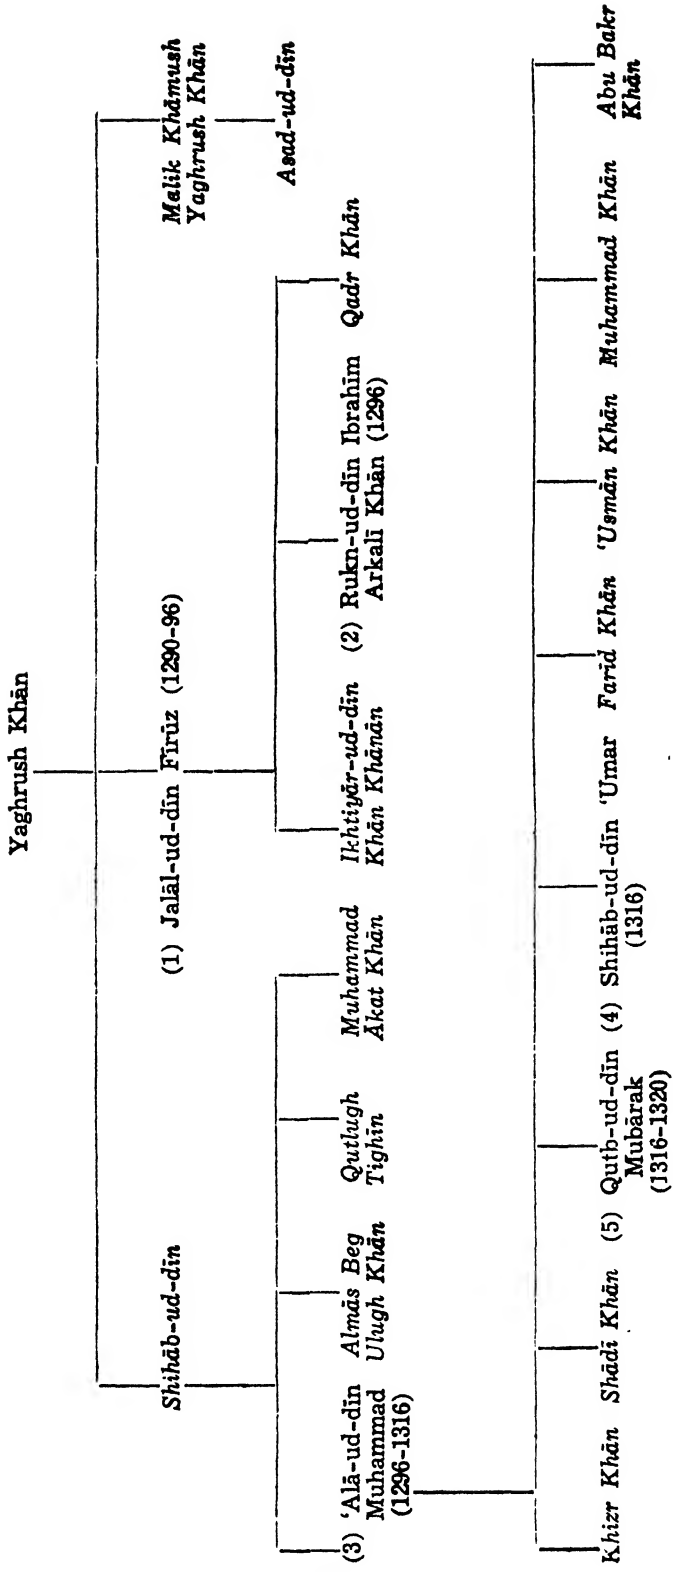 Yaghrush Khān
Shihāb-ud-dīn
(1) Jalāl-ud-dīn Fīrūz (1290-96)
Malik Khāmush
Yaghrush Khān
Asad-ud-dīn
(3) ‘Alā-ud-dīn
Muhammad
(1296-1316)
Almās Beg
Ulugh Khān
Qutlugh
Tighīn
Muhammad
Ākat Khān
Ikhtiyār-ud-dīn
Khān Khānān
(2) Rukn-ud-dīn Ibrahīm
Arkalī Khān (1296)
Qadr Khān
Khizr Khān
Shādī Khān
(5) Qutb-ud-dīn
Mubārak
(1316-1320)
(4) Shihāb-ud-dīn ‘Umar
(1316)
Farid Khān
‘Usmān Khān
Muhammad Khān
Abu Bakr
Khān